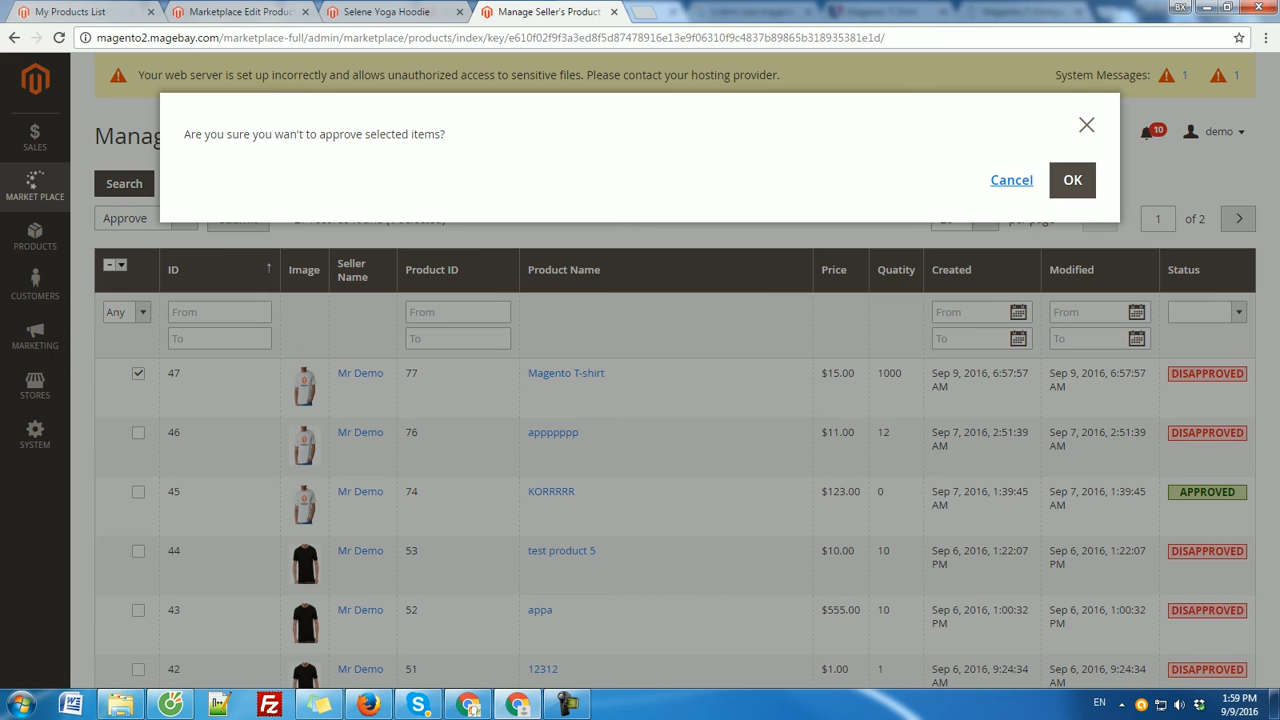 My Products List
Marketplace Edit Product
Selene Yoga Hoodie
Manage Seller's Product
BX
magento2.magebay.com/marketplace-full/admin/marketplace/products/index/key/e610f02f9f3a3ed8f5d87478916e13e9f06310f9c4837b89865b318935381e1d/
Your web server is set up incorrectly and allows unauthorized access to sensitive files. Please contact your hosting provider.
System Messages: 1 1
Are you sure you wan't to approve selected items?
Cancel
OK
Manag
10
demo
Search
Approve
1 of 2
SALES
MARKET PLACE
PRODUCTS
CUSTOMERS
MARKETING
STORES
SYSTEM
ID ↑ Image Seller Name Product ID Product Name Price Quatity Created Modified Status
Any From From From From
To To To To
47 Mr Demo 77 Magento T-shirt $15.00 1000 Sep 9, 2016, 6:57:57 AM Sep 9, 2016, 6:57:57 AM DISAPPROVED
46 Mr Demo 76 appppppp $11.00 12 Sep 7, 2016, 2:51:39 AM Sep 7, 2016, 2:51:39 AM DISAPPROVED
45 Mr Demo 74 KORRRRR $123.00 0 Sep 7, 2016, 1:39:45 AM Sep 7, 2016, 1:39:45 AM APPROVED
44 Mr Demo 53 test product 5 $10.00 10 Sep 6, 2016, 1:22:07 PM Sep 6, 2016, 1:22:07 PM DISAPPROVED
43 Mr Demo 52 appa $555.00 10 Sep 6, 2016, 1:00:32 PM Sep 6, 2016, 1:00:32 PM DISAPPROVED
42 Mr Demo 51 12312 $1.00 1 Sep 6, 2016, 9:24:34 AM Sep 6, 2016, 9:24:34 AM DISAPPROVED
EN
1:59 PM
9/9/2016